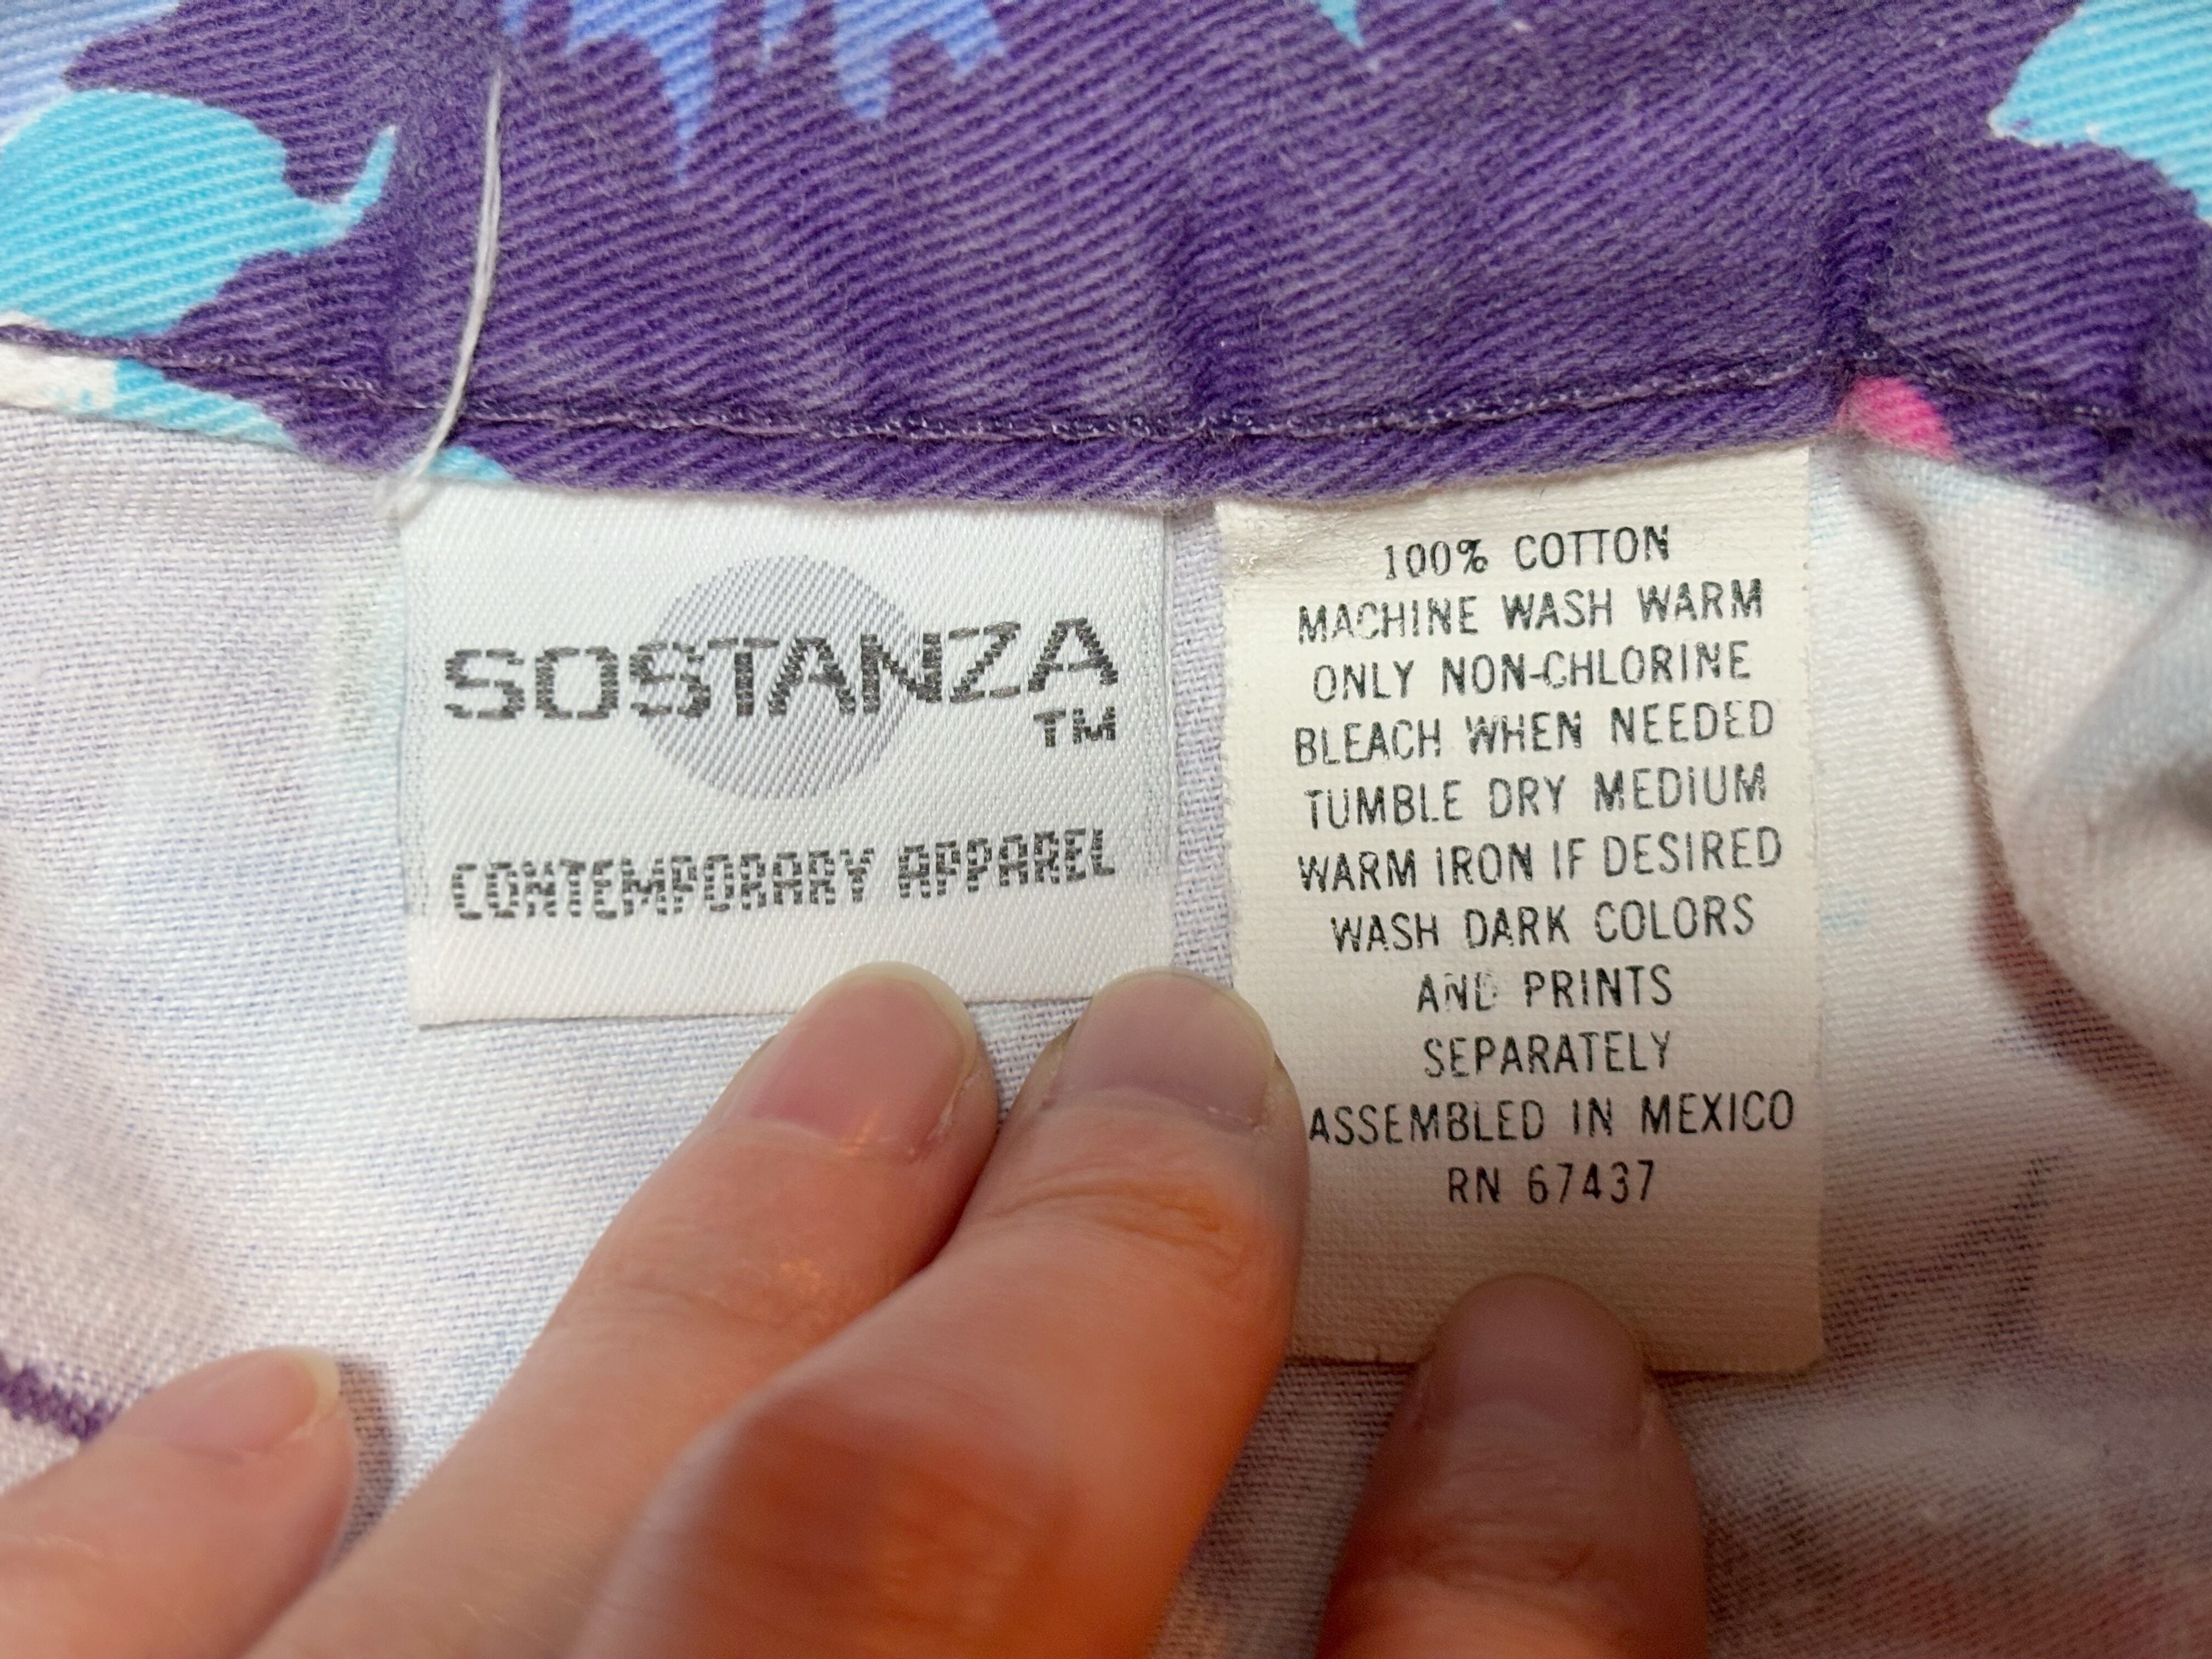 SOSTANZA
TM
CONTEMPORARY APPAREL
100% COTTON
MACHINE WASH WARM
ONLY NON-CHLORINE
BLEACH WHEN NEEDED
TUMBLE DRY MEDIUM
WARM IRON IF DESIRED
WASH DARK COLORS
AND PRINTS
SEPARATELY
ASSEMBLED IN MEXICO
RN 67437